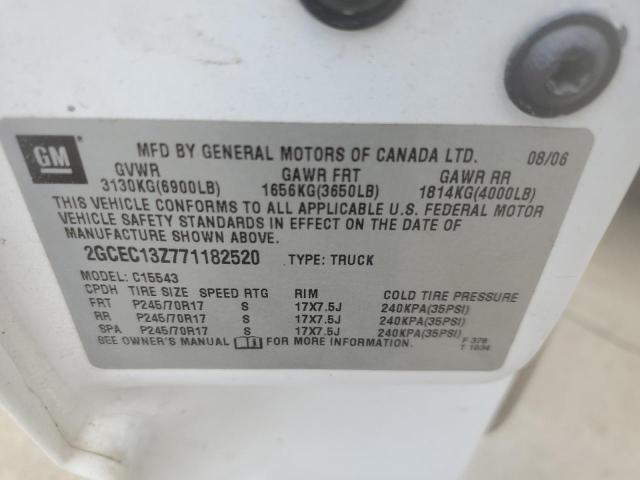 GM
MFD BY GENERAL MOTORS OF CANADA LTD. 08/06
GVWR GAWR FRT GAWR RR
3130KG(6900LB) 1656KG(3650LB) 1814KG(4000LB)
THIS VEHICLE CONFORMS TO ALL APPLICABLE U.S. FEDERAL MOTOR
VEHICLE SAFETY STANDARDS IN EFFECT ON THE DATE OF
MANUFACTURE SHOWN ABOVE.
2GCEC13Z771182520 TYPE: TRUCK
MODEL: C15543
CPDH TIRE SIZE SPEED RTG RIM COLD TIRE PRESSURE
FRT P245/70R17 S 17X7.5J 240KPA(35PSI)
RR P245/70R17 S 17X7.5J 240KPA(35PSI)
SPA P245/70R17 S 17X7.5J 240KPA(35PSI)
SEE OWNER'S MANUAL FOR MORE INFORMATION.
F 378
T 1834